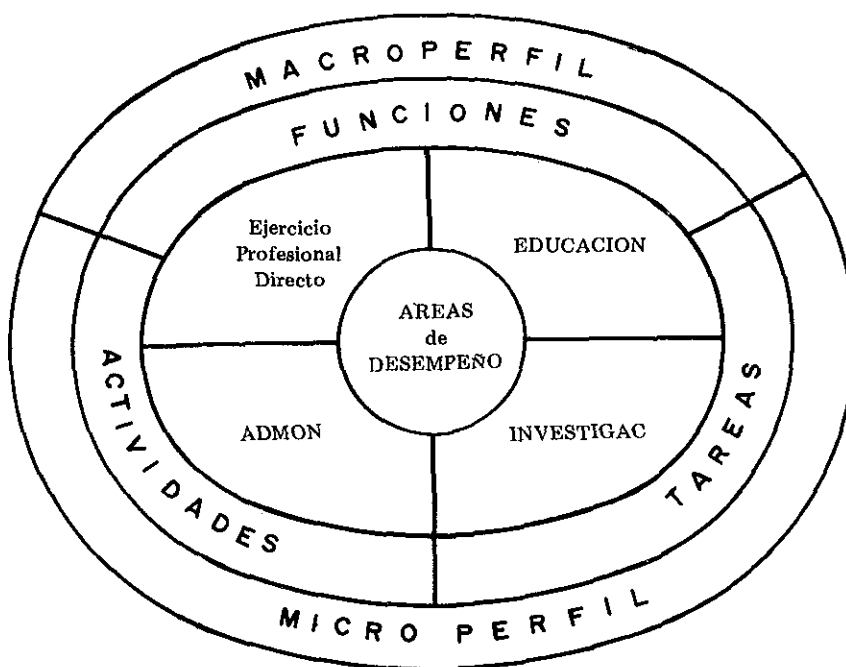 MACROPERFIL
FUNCIONES
Ejercicio
Profesional
Directo
EDUCACION
AREAS
de
DESEMPEÑO
ADMON
INVESTIGAC
ACTIVIDADES
TAREAS
MICRO PERFIL